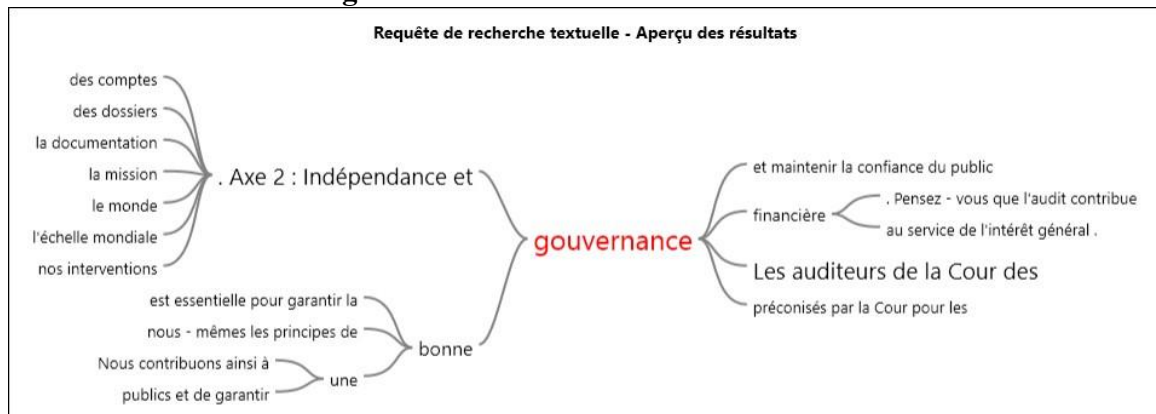 Requête de recherche textuelle - Aperçu des résultats
des comptes
des dossiers
la documentation
la mission
le monde
l'échelle mondiale
nos interventions
. Axe 2 : Indépendance et
est essentielle pour garantir la
nous - mêmes les principes de
Nous contribuons ainsi à
publics et de garantir
une
bonne
gouvernance
et maintenir la confiance du public
financière
. Pensez - vous que l'audit contribue
au service de l'intérêt général .
Les auditeurs de la Cour des
préconisés par la Cour pour les